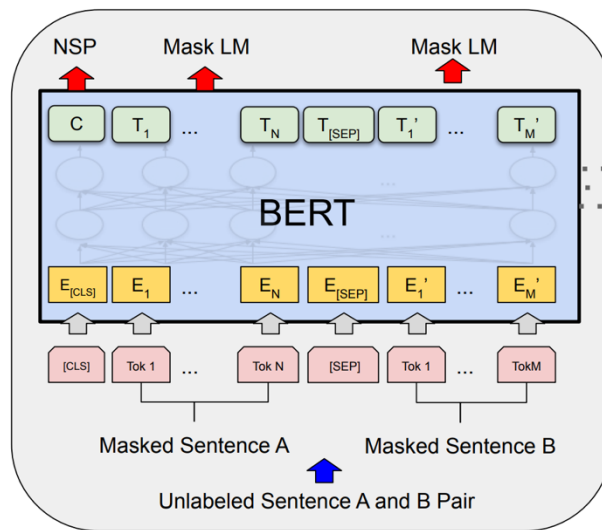 NSP Mask LM Mask LM
C T1 ... TN T[SEP] T1' ... TM'
...
BERT
...
E[CLS] E1 ... EN E[SEP] E1' ... EM'
[CLS] Tok 1 ... Tok N [SEP] Tok 1 ... TokM
Masked Sentence A Masked Sentence B
Unlabeled Sentence A and B Pair